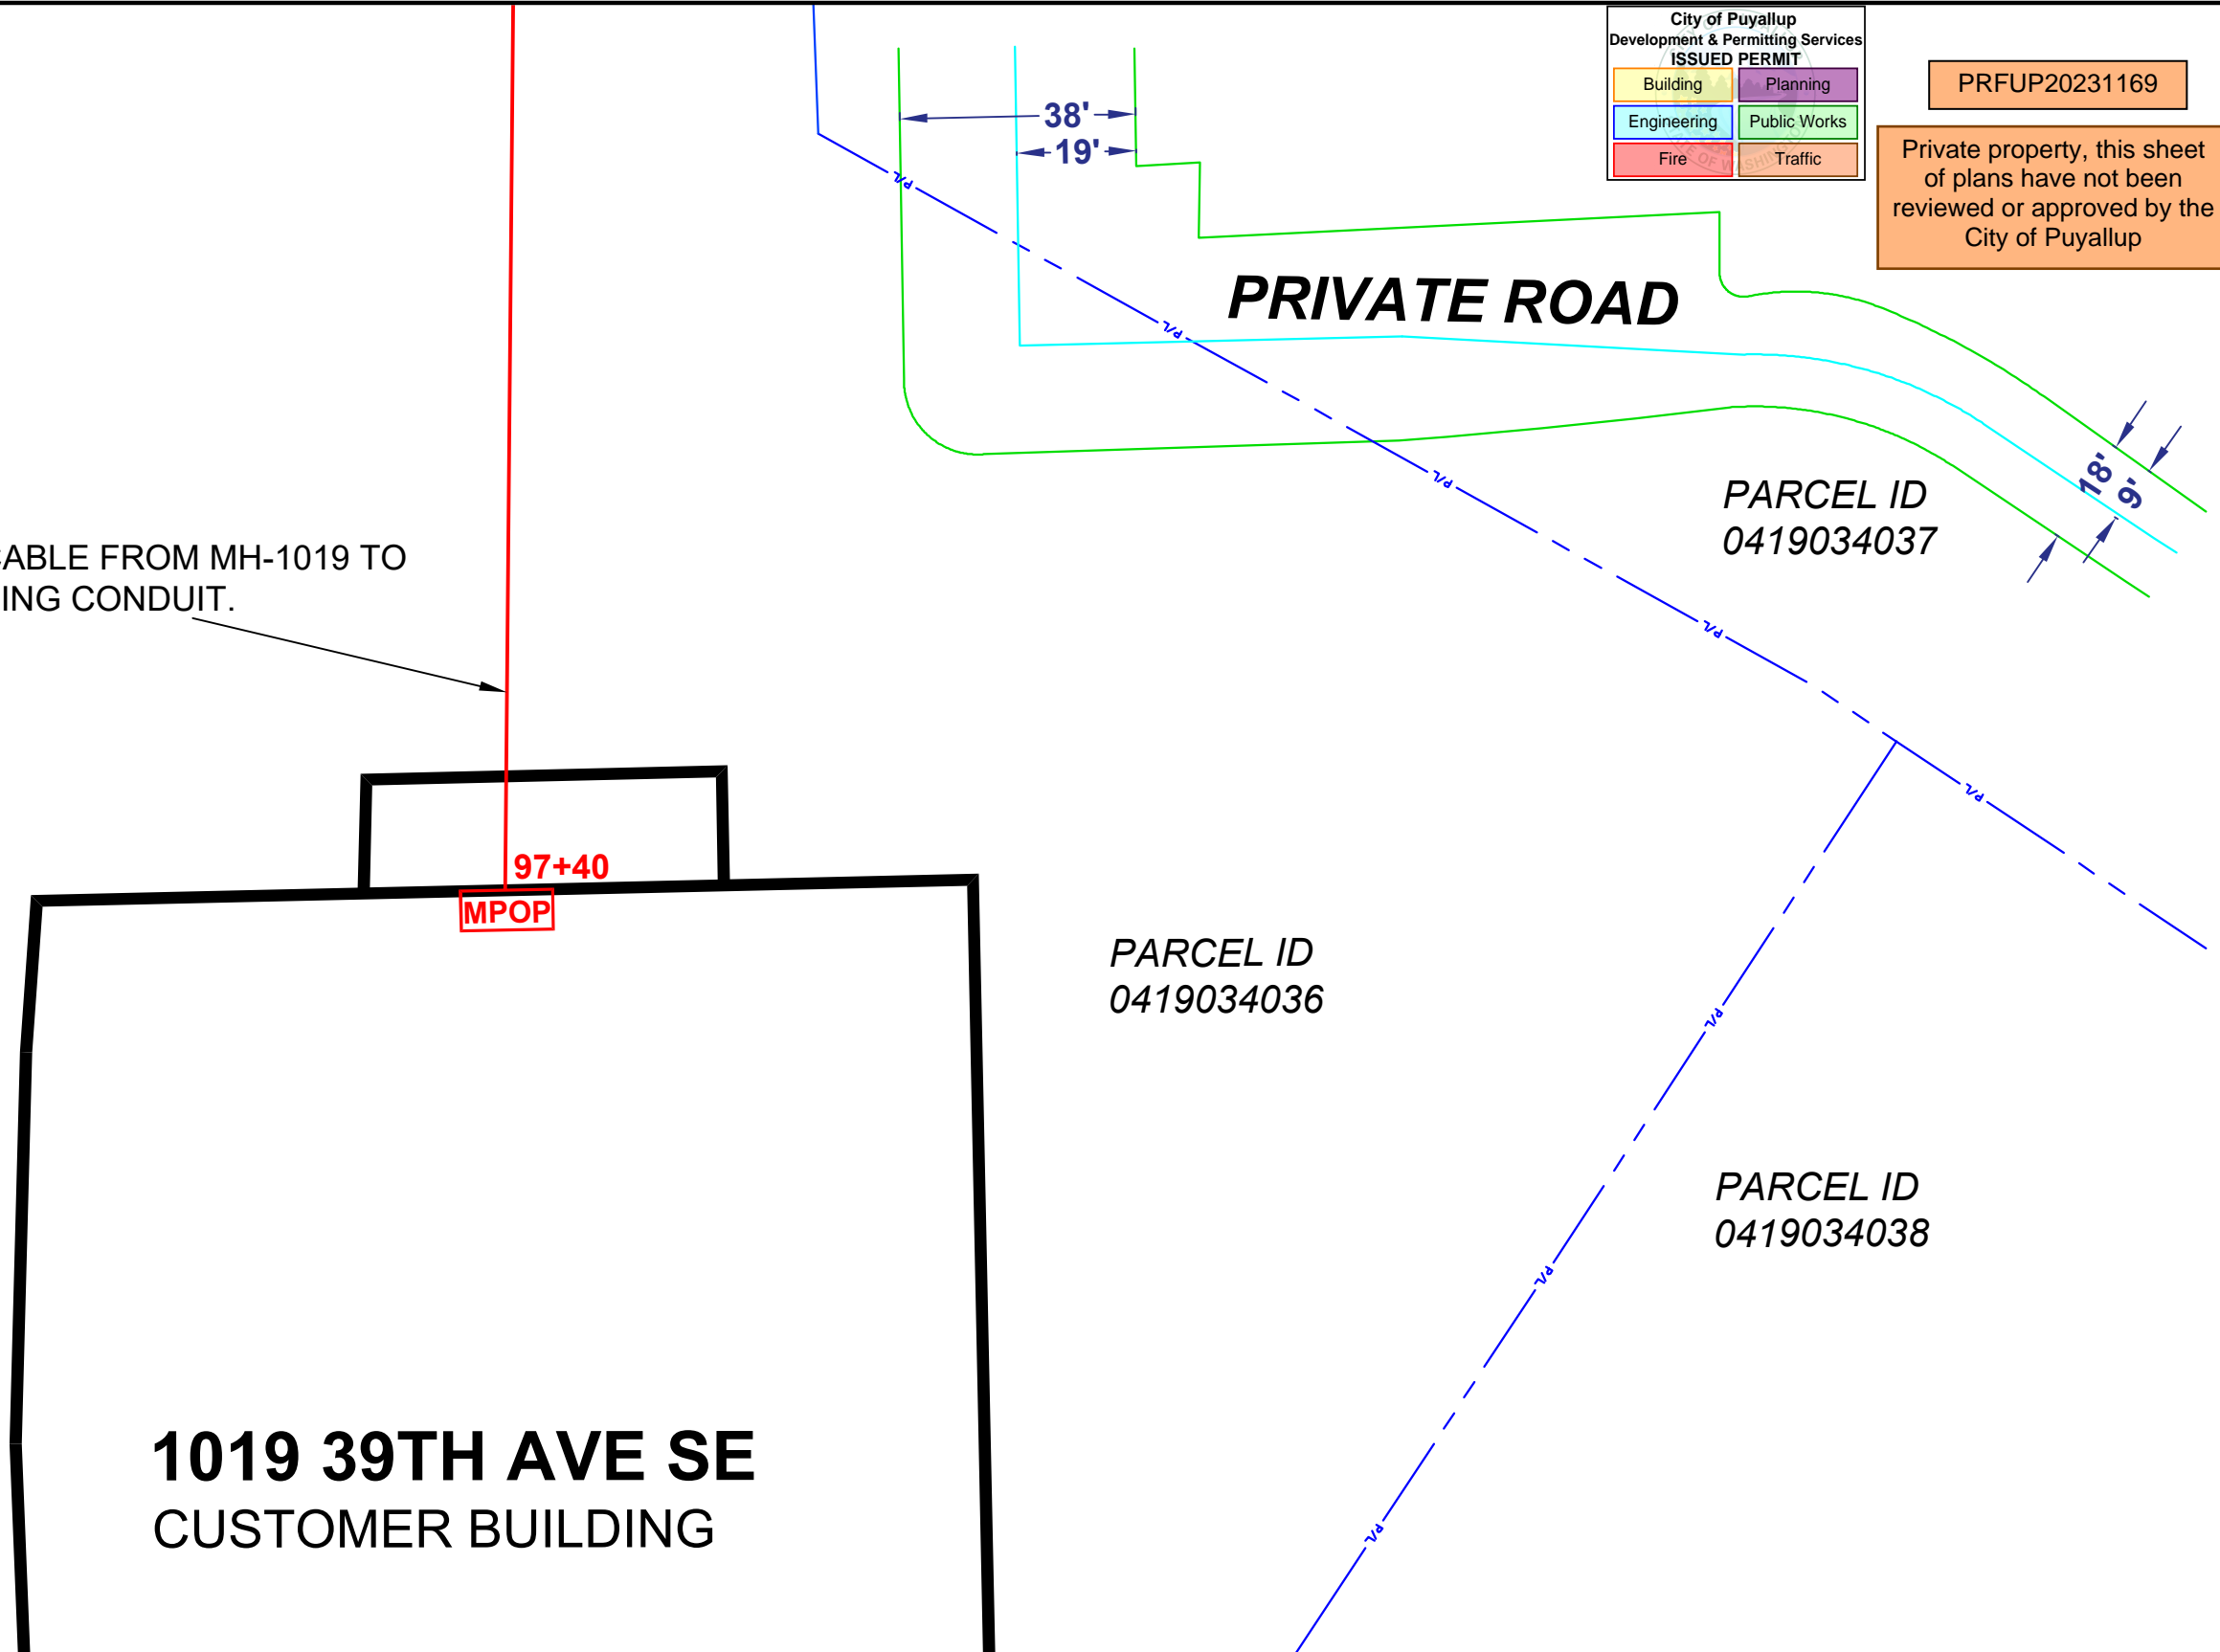 City of Puyallup
Development & Permitting Services
ISSUED PERMIT
Building
Planning
Engineering
Public Works
Fire
Traffic
PRFUP20231169
Private property, this sheet
of plans have not been
reviewed or approved by the
City of Puyallup
38'
19'
P/L
PRIVATE ROAD
P/L
P/L
18'
9'
PARCEL ID
0419034037
CABLE FROM MH-1019 TO
ING CONDUIT.
P/L
P/L
97+40
MPOP
PARCEL ID
0419034036
P/L
PARCEL ID
0419034038
P/L
1019 39TH AVE SE
CUSTOMER BUILDING
P/L